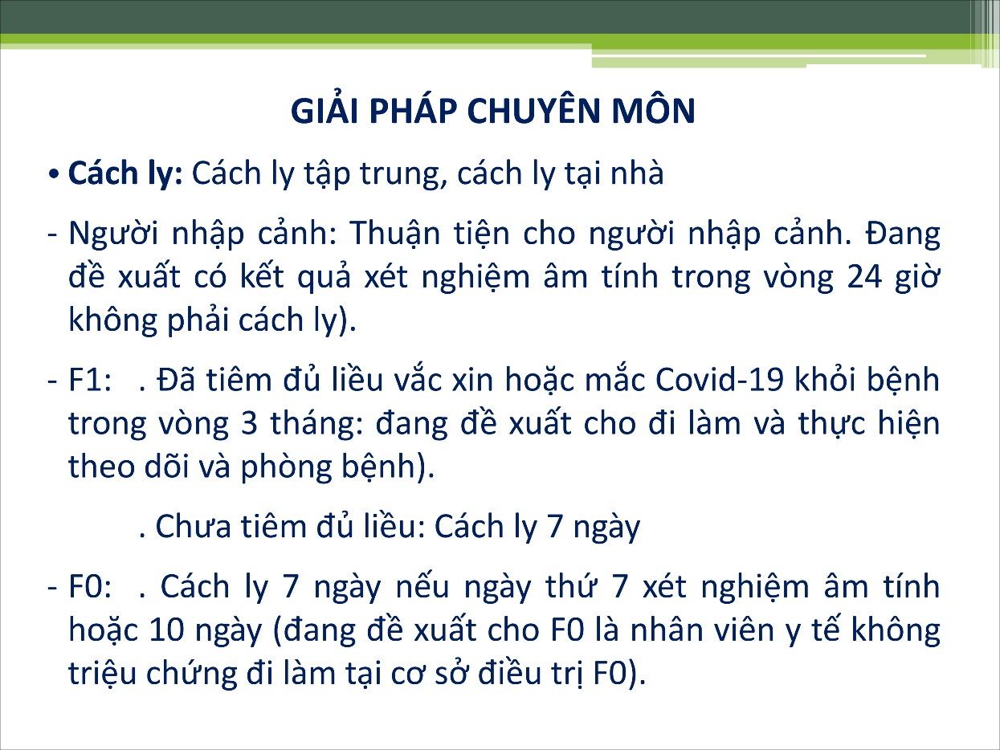 GIẢI PHÁP CHUYÊN MÔN
• Cách ly: Cách ly tập trung, cách ly tại nhà
- Người nhập cảnh: Thuận tiện cho người nhập cảnh. Đang
đề xuất có kết quả xét nghiệm âm tính trong vòng 24 giờ
không phải cách ly).
- F1: . Đã tiêm đủ liều vắc xin hoặc mắc Covid-19 khỏi bệnh
trong vòng 3 tháng: đang đề xuất cho đi làm và thực hiện
theo dõi và phòng bệnh).
. Chưa tiêm đủ liều: Cách ly 7 ngày
- F0: . Cách ly 7 ngày nếu ngày thứ 7 xét nghiệm âm tính
hoặc 10 ngày (đang đề xuất cho F0 là nhân viên y tế không
triệu chứng đi làm tại cơ sở điều trị F0).